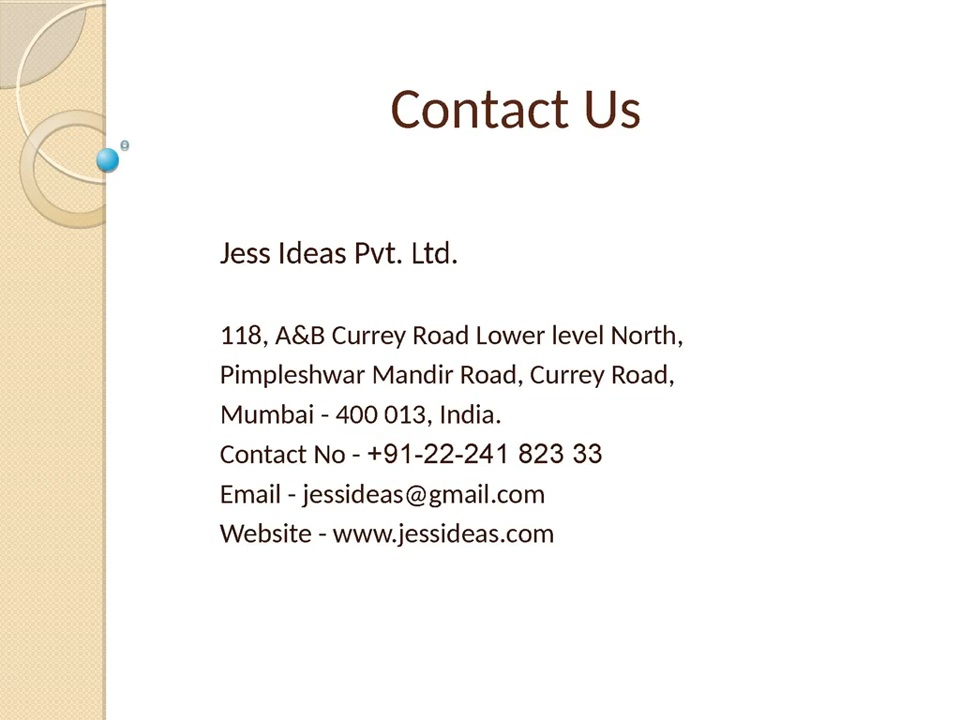 Contact Us
Jess Ideas Pvt. Ltd.
118, A&B Currey Road Lower level North,
Pimpleshwar Mandir Road, Currey Road,
Mumbai - 400 013, India.
Contact No - +91-22-241 823 33
Email - jessideas@gmail.com
Website - www.jessideas.com